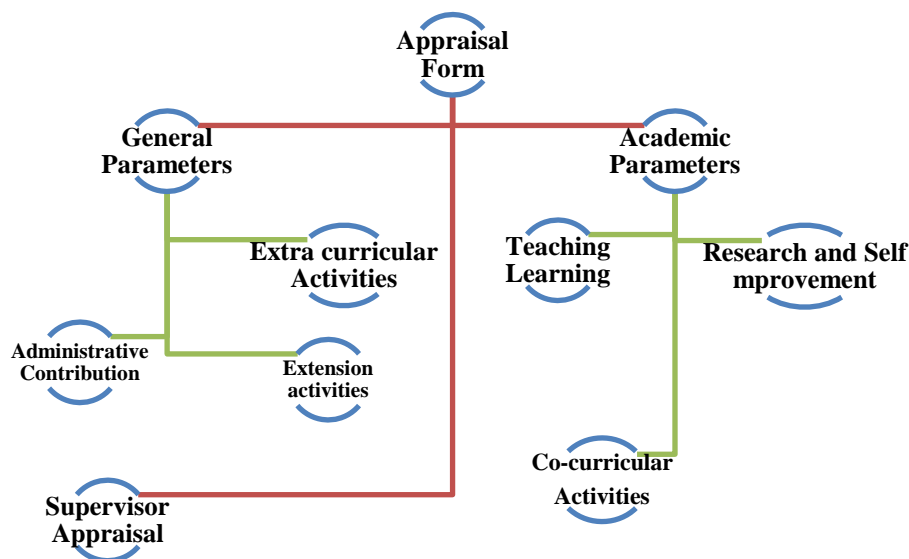 Appraisal
Form
General
Parameters
Academic
Parameters
Extra curricular
Activities
Teaching
Learning
Research and Self
mprovement
Administrative
Contribution
Extension
activities
Co-curricular
Activities
Supervisor
Appraisal